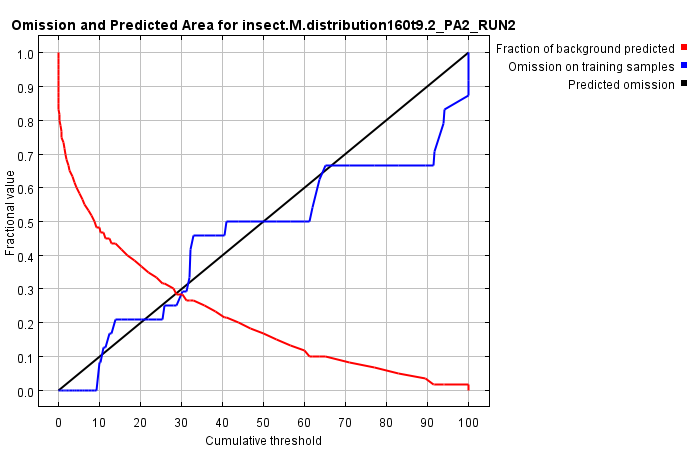 Omission and Predicted Area for insect.M.distribution160t9.2_PA2_RUN2
Fraction of background predicted
Omission on training samples
Predicted omission
Fractional value
1.0
0.9
0.8
0.7
0.6
0.5
0.4
0.3
0.2
0.1
0.0
0 10 20 30 40 50 60 70 80 90 100
Cumulative threshold